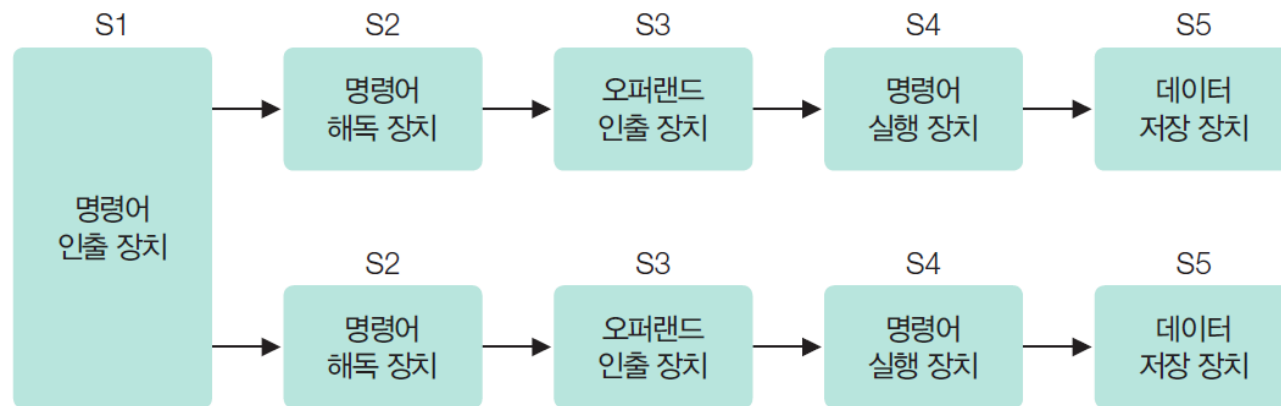 S1
S2
S3
S4
S5
명령어
인출 장치
명령어
해독 장치
오퍼랜드
인출 장치
명령어
실행 장치
데이터
저장 장치
S2
S3
S4
S5
명령어
해독 장치
오퍼랜드
인출 장치
명령어
실행 장치
데이터
저장 장치